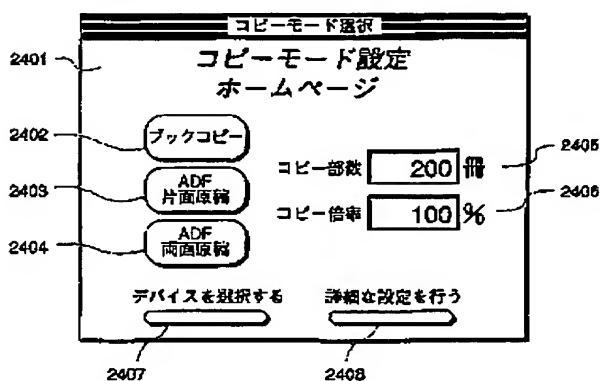 コピーモード選択
コピーモード設定
ホームページ
2401
2402
ブックコピー
2403
ADF
片面原稿
2404
ADF
両面原稿
コピー部数 200 冊
2405
コピー倍率 100 %
2406
デバイスを選択する
詳細な設定を行う
2407
2408